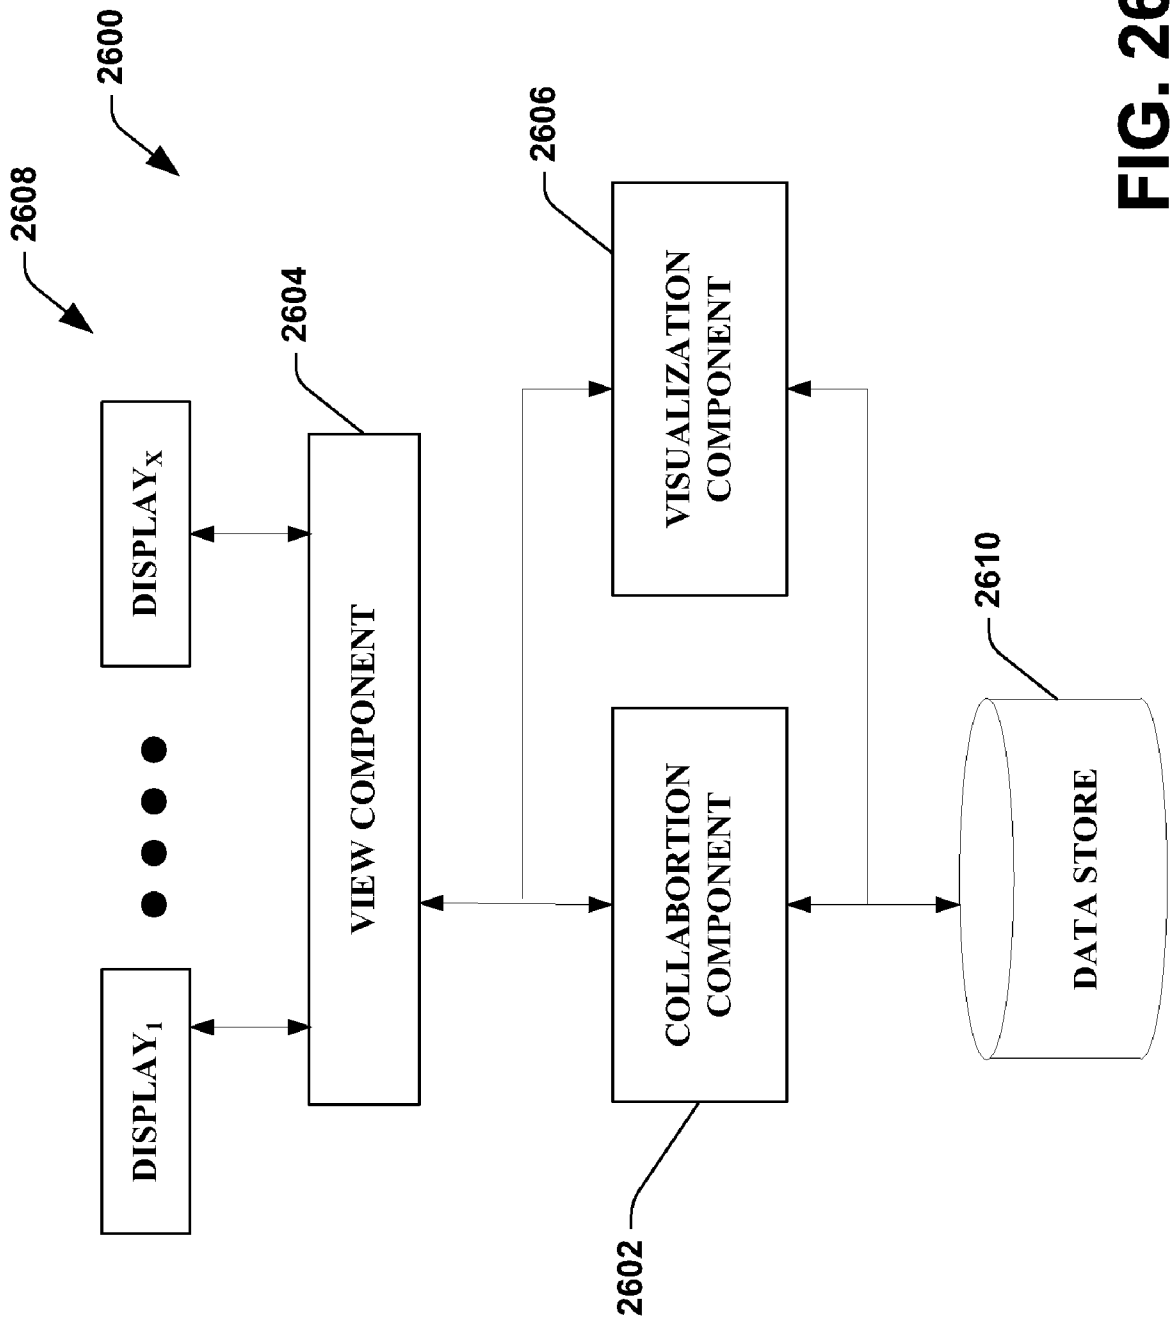 2600
2608
DISPLAY1
DISPLAYX
2604
VIEW COMPONENT
2606
COLLABORTION
COMPONENT
VISUALIZATION
COMPONENT
2602
2610
DATA STORE
FIG. 26